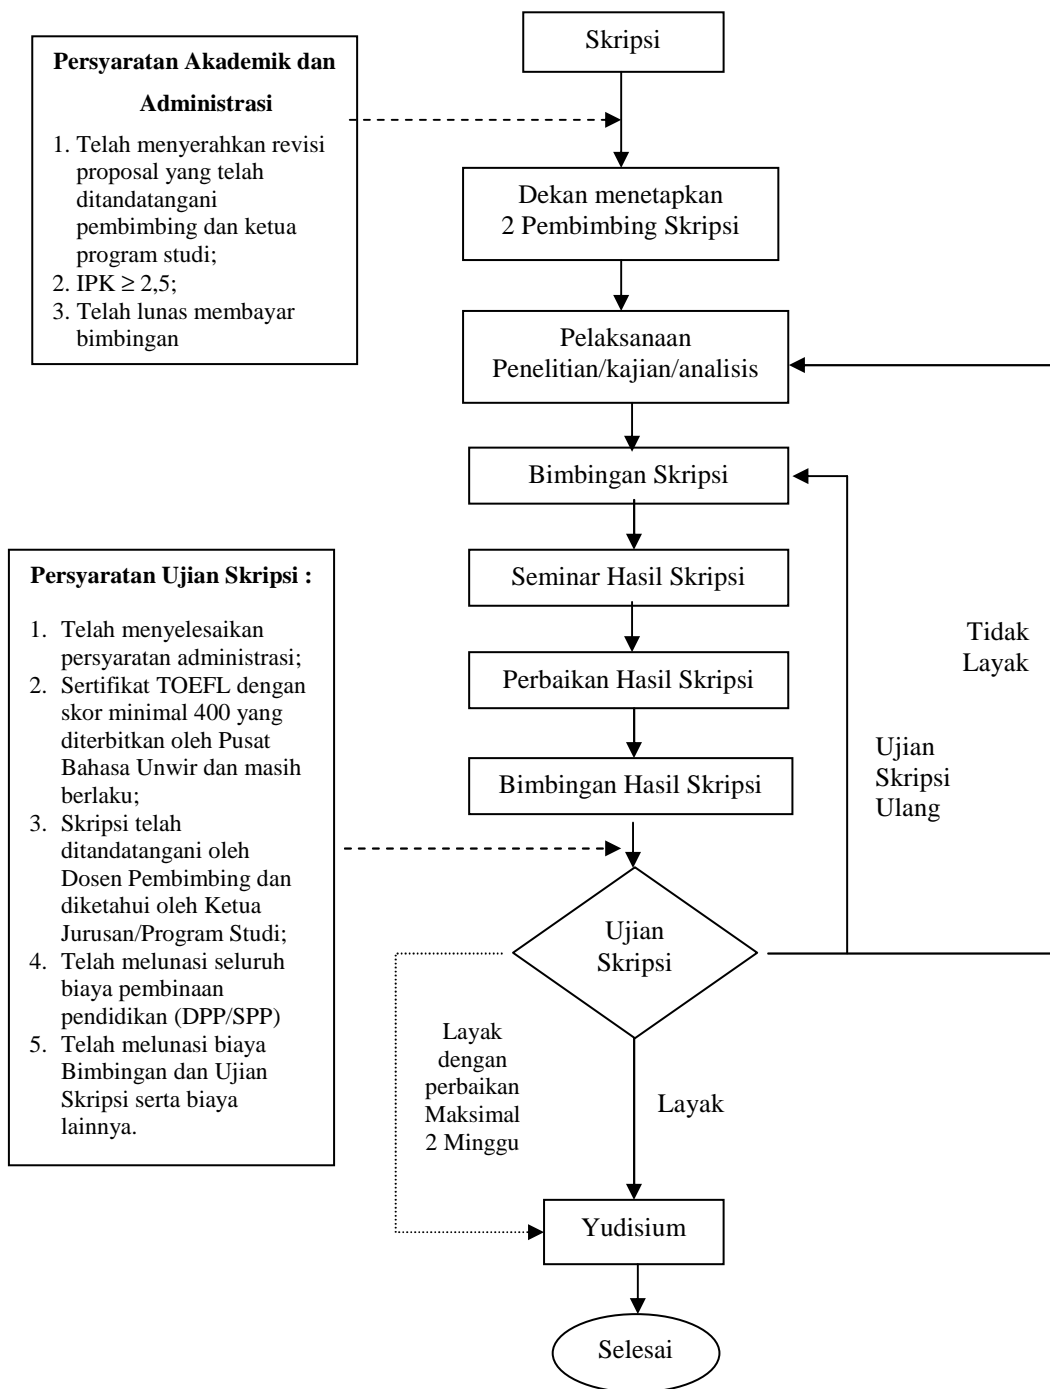 Skripsi
Persyaratan Akademik dan
Administrasi
1. Telah menyerahkan revisi
proposal yang telah
ditandatangani
pembimbing dan ketua
program studi;
2. IPK ≥ 2,5;
3. Telah lunas membayar
bimbingan
Dekan menetapkan
2 Pembimbing Skripsi
Pelaksanaan
Penelitian/kajian/analisis
Bimbingan Skripsi
Seminar Hasil Skripsi
Perbaikan Hasil Skripsi
Bimbingan Hasil Skripsi
Tidak
Layak
Ujian
Skripsi
Ulang
Persyaratan Ujian Skripsi :
1. Telah menyelesaikan
persyaratan administrasi;
2. Sertifikat TOEFL dengan
skor minimal 400 yang
diterbitkan oleh Pusat
Bahasa Unwir dan masih
berlaku;
3. Skripsi telah
ditandatangani oleh
Dosen Pembimbing dan
diketahui oleh Ketua
Jurusan/Program Studi;
4. Telah melunasi seluruh
biaya pembinaan
pendidikan (DPP/SPP)
5. Telah melunasi biaya
Bimbingan dan Ujian
Skripsi serta biaya
lainnya.
Ujian
Skripsi
Layak
dengan
perbaikan
Maksimal
2 Minggu
Layak
Yudisium
Selesai